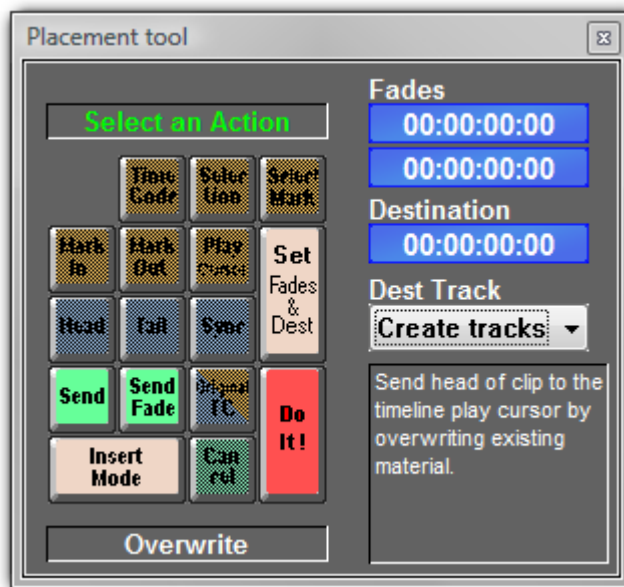 Placement tool
Select an Action
Time
Code
Selec
tion
Select
Mark
Mark
In
Mark
Out
Play
Cursor
Set
Fades
&
Dest
Head
Tail
Sync
Send
Send
Fade
Original
TC
Do
It!
Insert
Mode
Can
cel
Overwrite
Fades
00:00:00:00
00:00:00:00
Destination
00:00:00:00
Dest Track
Create tracks
Send head of clip to the
timeline play cursor by
overwriting existing
material.